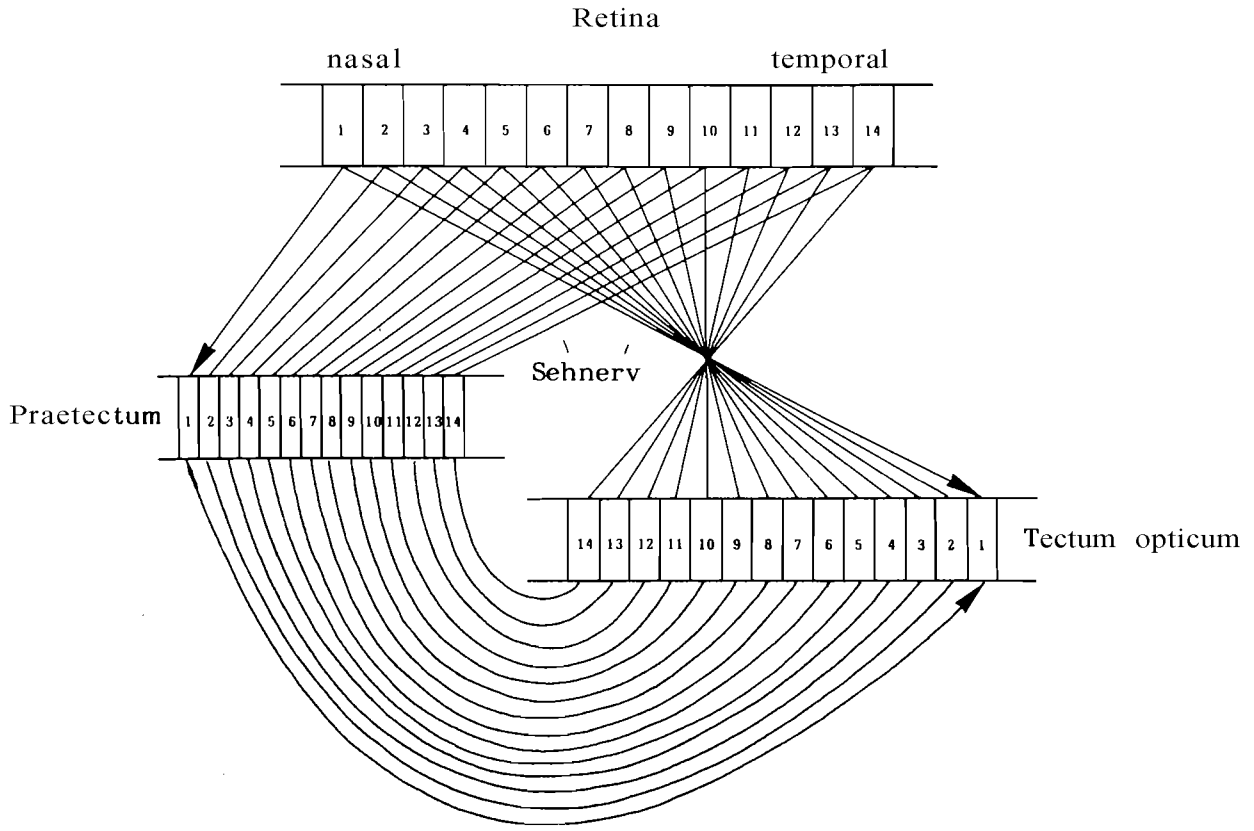 Retina
nasal temporal
1 2 3 4 5 6 7 8 9 10 11 12 13 14
Sehnerv
Praetectum 1 2 3 4 5 6 7 8 9 10 11 12 13 14
14 13 12 11 10 9 8 7 6 5 4 3 2 1 Tectum opticum